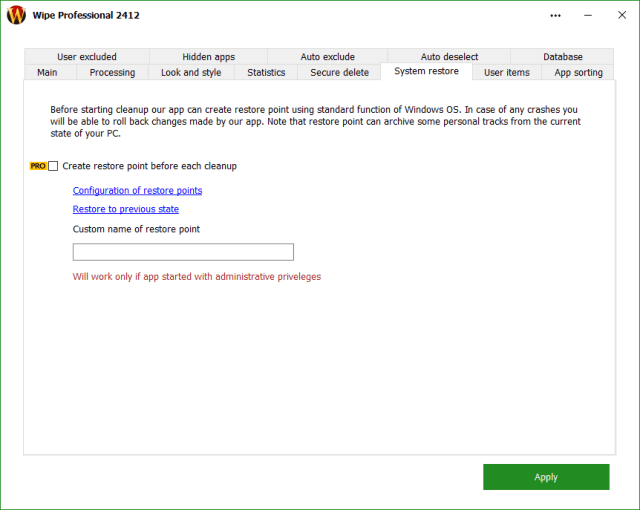 Wipe Professional 2412
User excluded Hidden apps Auto exclude Auto deselect Database
Main Processing Look and style Statistics Secure delete System restore User items App sorting
Before starting cleanup our app can create restore point using standard function of Windows OS. In case of any crashes you
will be able to roll back changes made by our app. Note that restore point can archive some personal tracks from the current
state of your PC.
PRO Create restore point before each cleanup
Configuration of restore points
Restore to previous state
Custom name of restore point
Will work only if app started with administrative priveleges
Apply